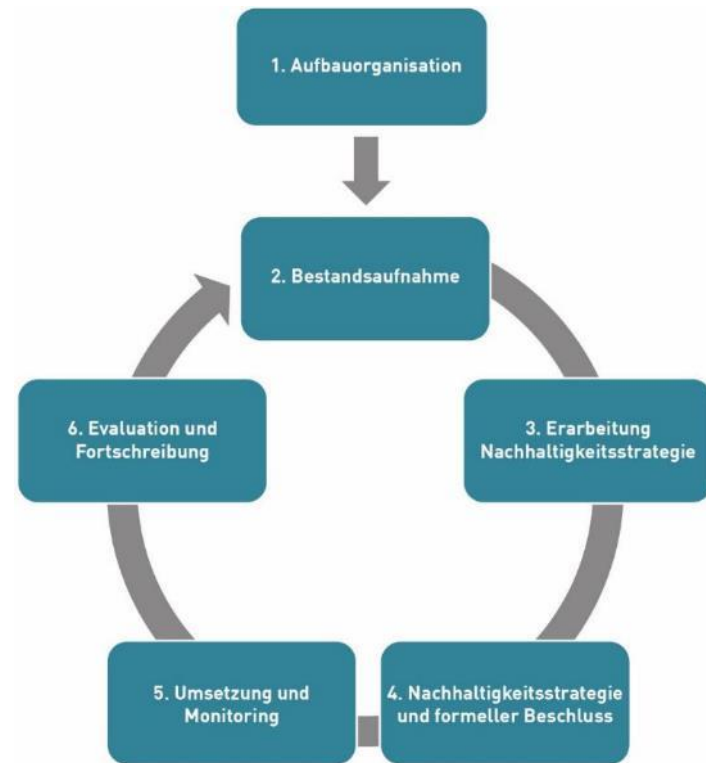 1. Aufbauorganisation
2. Bestandsaufnahme
3. Erarbeitung
Nachhaltigkeitsstrategie
4. Nachhaltigkeitsstrategie
und formeller Beschluss
5. Umsetzung und
Monitoring
6. Evaluation und
Fortschreibung